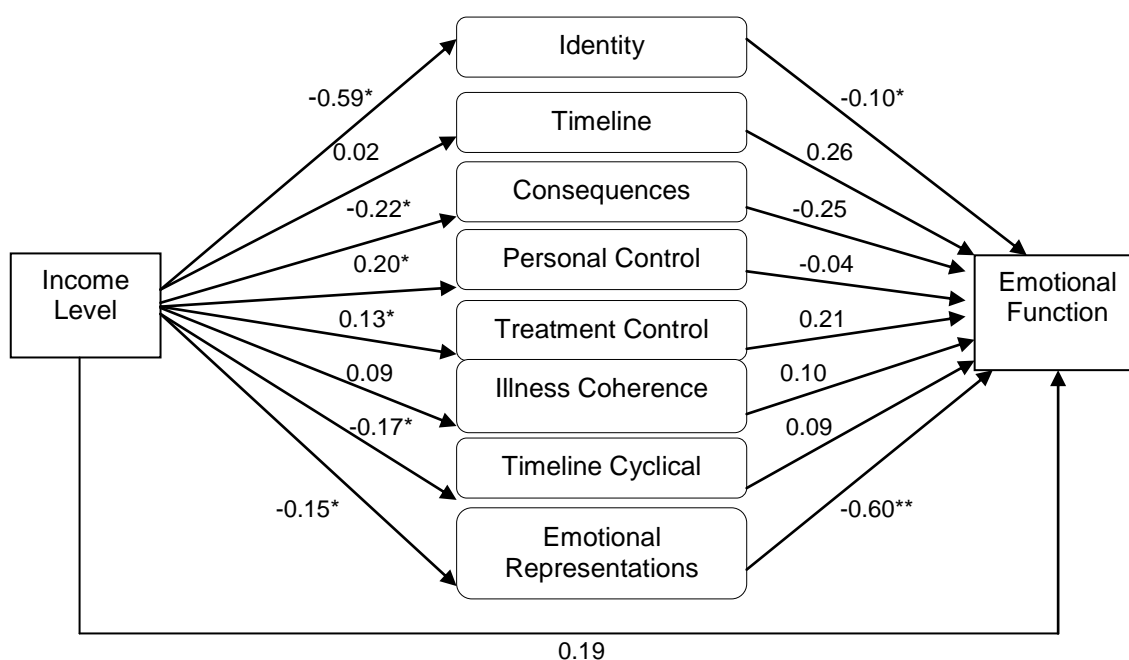 Identity
-0.59*
-0.10*
Timeline
0.02
0.26
Consequences
-0.22*
-0.25
Income
Level
Personal Control
0.20*
-0.04
Emotional
Function
Treatment Control
0.13*
0.21
Illness Coherence
0.09
0.10
-0.17*
0.09
Timeline Cyclical
-0.15*
-0.60**
Emotional
Representations
0.19